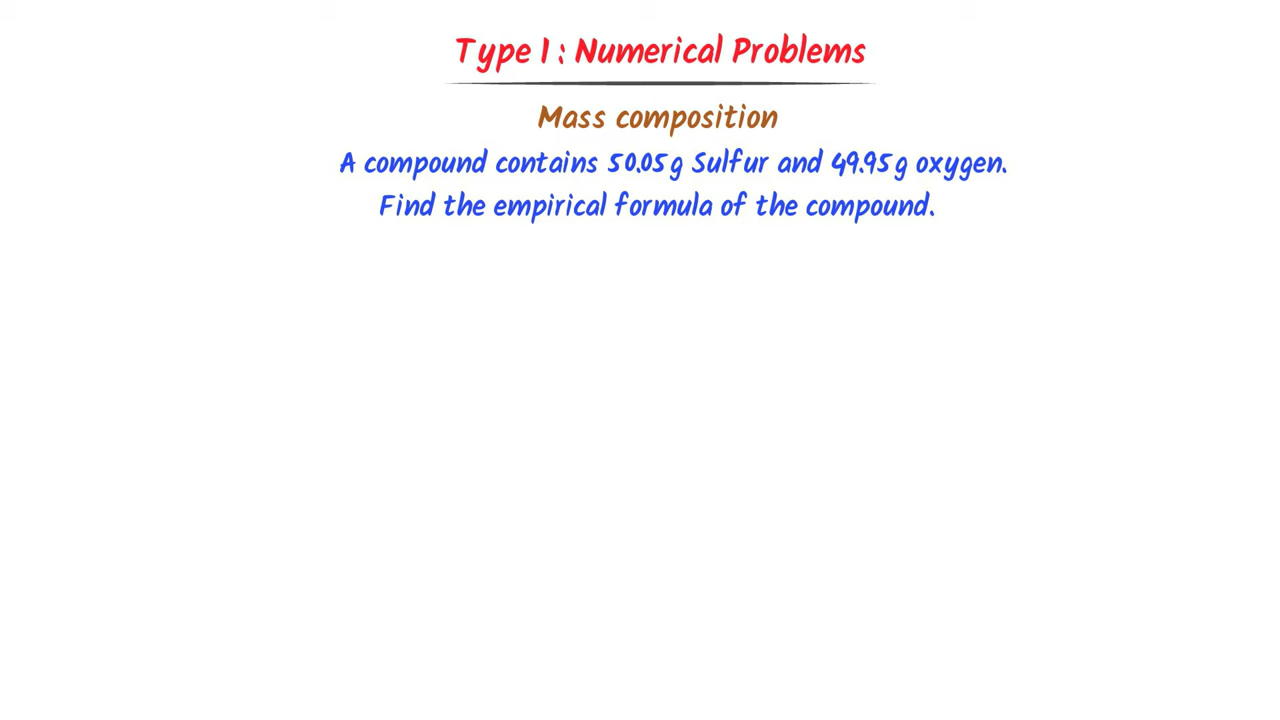 Type 1 : Numerical Problems
Mass composition
A compound contains 50.05g Sulfur and 49.95g oxygen.
Find the empirical formula of the compound.